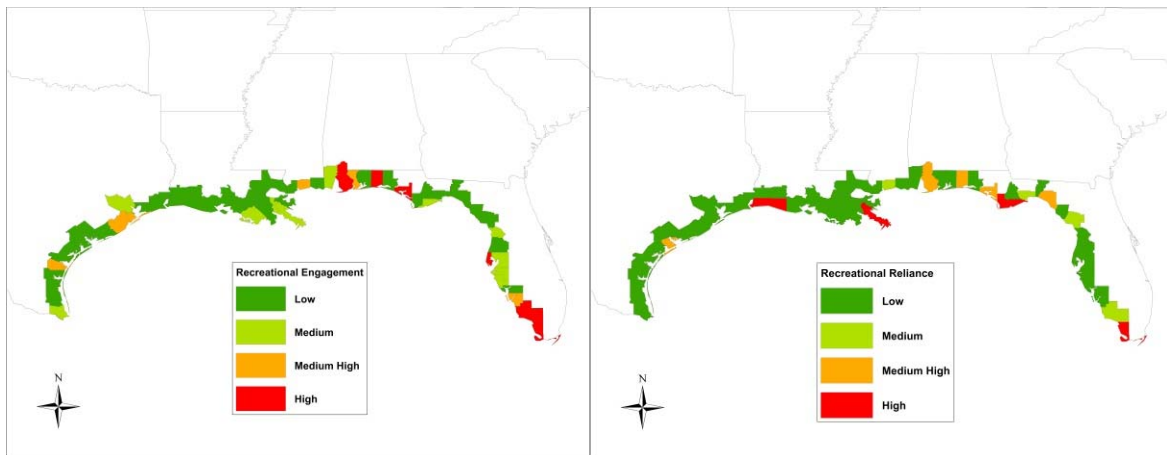 Recreational Engagement
Low
Medium
Medium High
High
N
Recreational Reliance
Low
Medium
Medium High
High
N